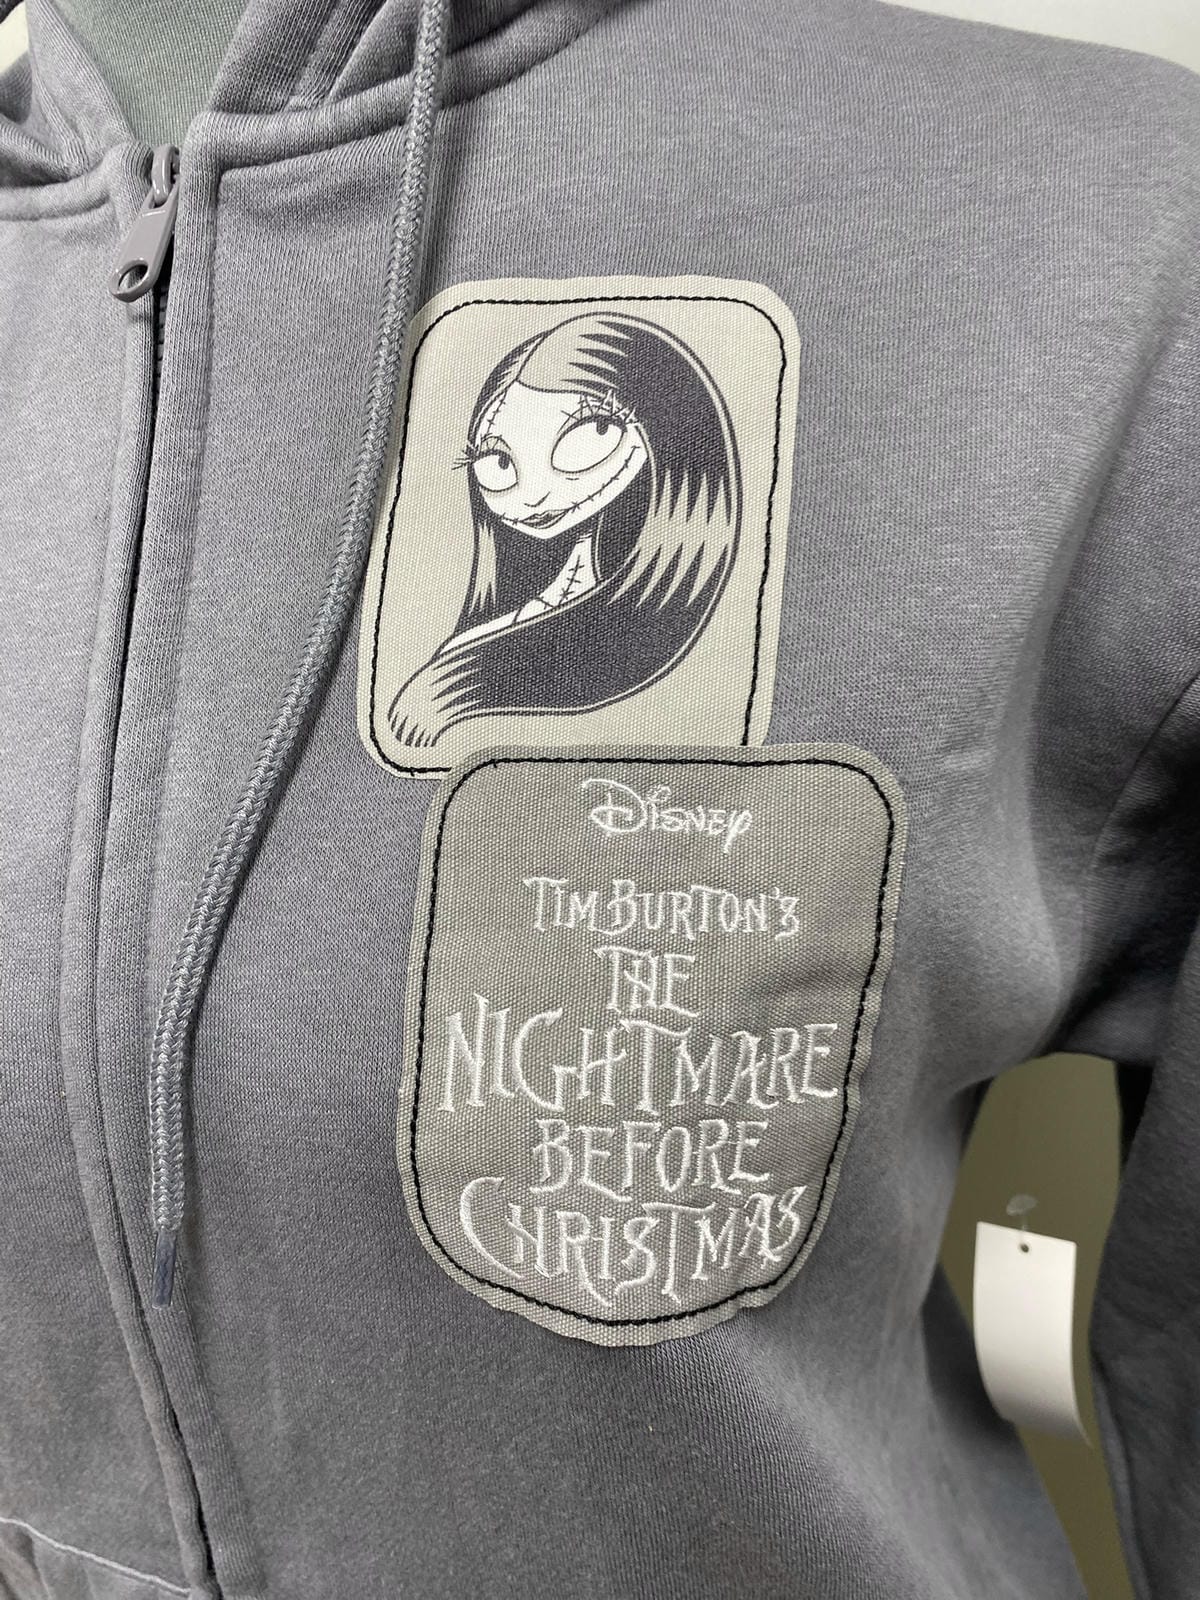 Disney
TIM BURTON'S
THE
NIGHTMARE
BEFORE
CHRISTMAS